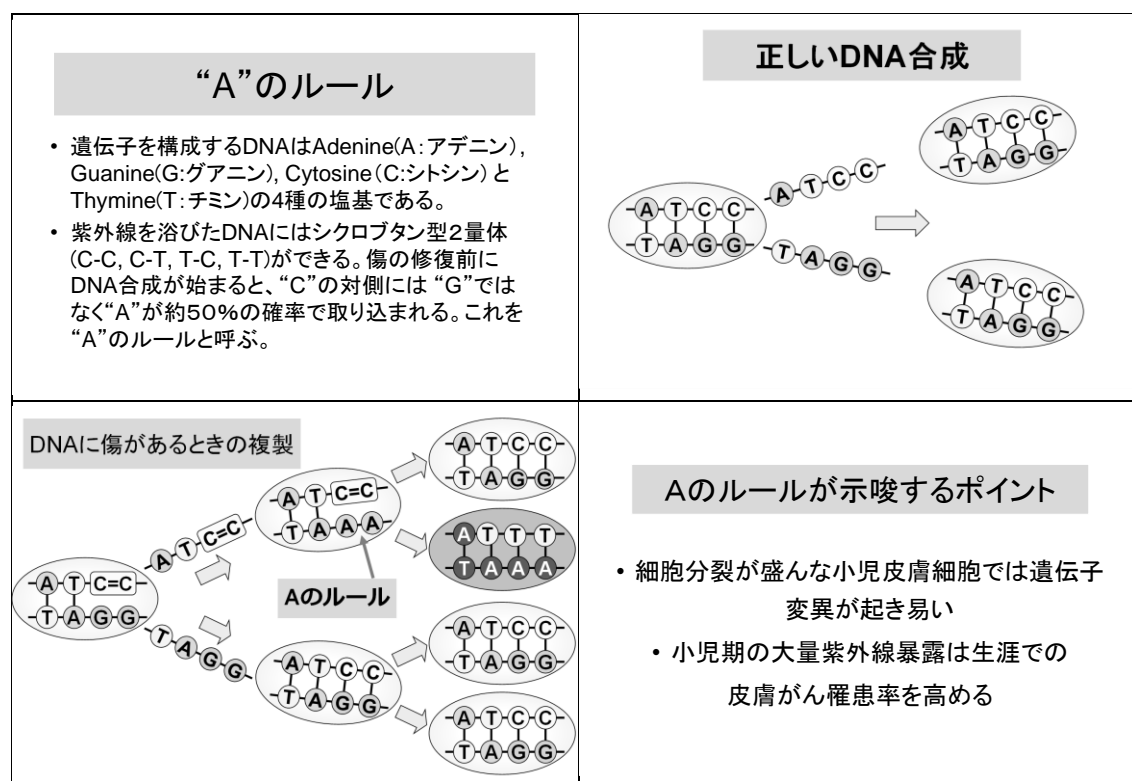 “A”のルール
• 遺伝子を構成するDNAはAdenine(A：アデニン),
Guanine(G:グアニン), Cytosine（C:シトシン）と
Thymine(T：チミン)の4種の塩基である。
• 紫外線を浴びたDNAにはシクロブタン型２量体
(C-C, C-T, T-C, T-T)ができる。傷の修復前に
DNA合成が始まると、“C”の対側には “G”では
なく“A”が約５０％の確率で取り込まれる。これを
“A”のルールと呼ぶ。
正しいDNA合成
A T C C
T A G G
A T C C
T A G G
A T C C
T A G G
A T C C
T A G G
DNAに傷があるときの複製
A T C=C
T A G G
A T C=C
T A G G
A T C=C
T A A A
Aのルール
A T C C
T A G G
A T C C
T A G G
A T T T
T A A A
A T C C
T A G G
A T C C
T A G G
Ａのルールが示唆するポイント
• 細胞分裂が盛んな小児皮膚細胞では遺伝子
変異が起き易い
• 小児期の大量紫外線暴露は生涯での
皮膚がん罹患率を高める